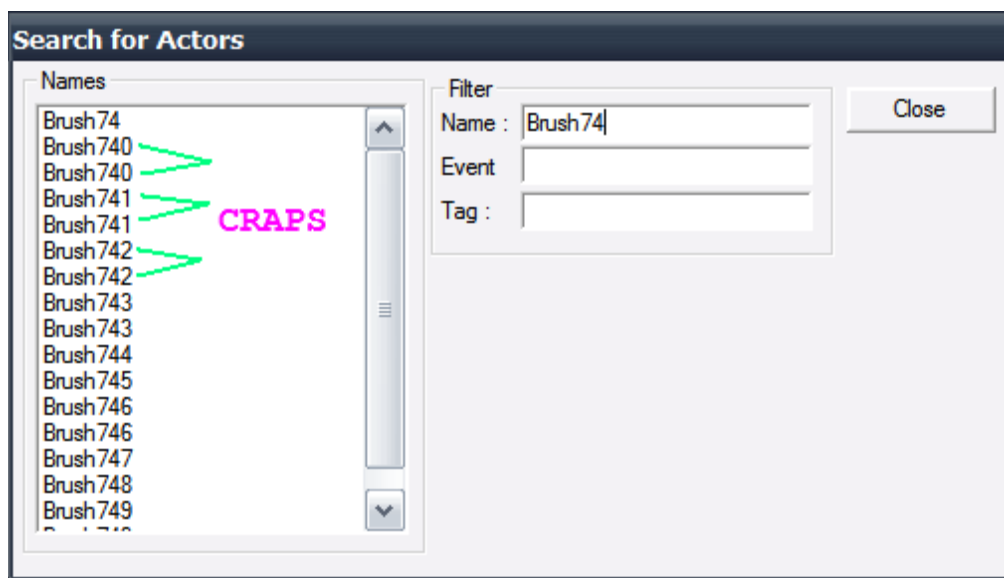 Search for Actors
Names
Brush74
Brush740
Brush740
Brush741
Brush741
CRAPS
Brush742
Brush742
Brush743
Brush743
Brush744
Brush745
Brush746
Brush746
Brush747
Brush748
Brush749
Filter
Name : Brush74
Event
Tag :
Close